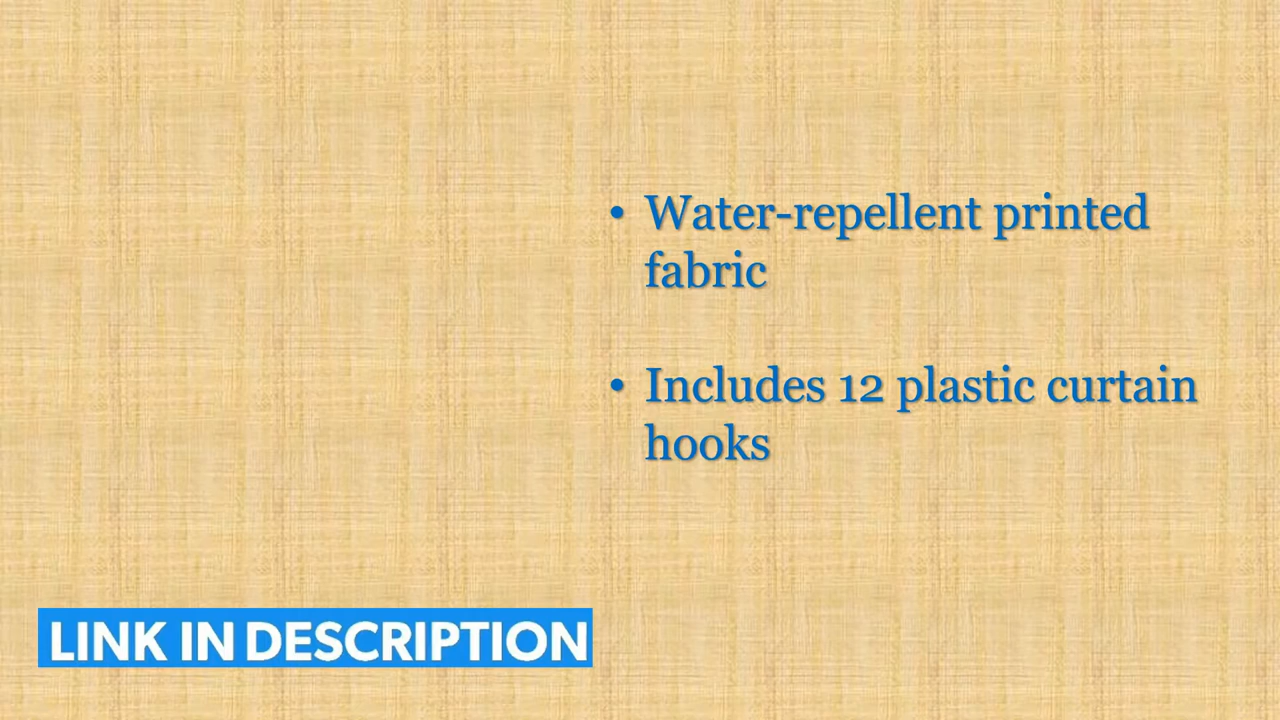 • Water-repellent printed
fabric
• Includes 12 plastic curtain
hooks
LINK IN DESCRIPTION